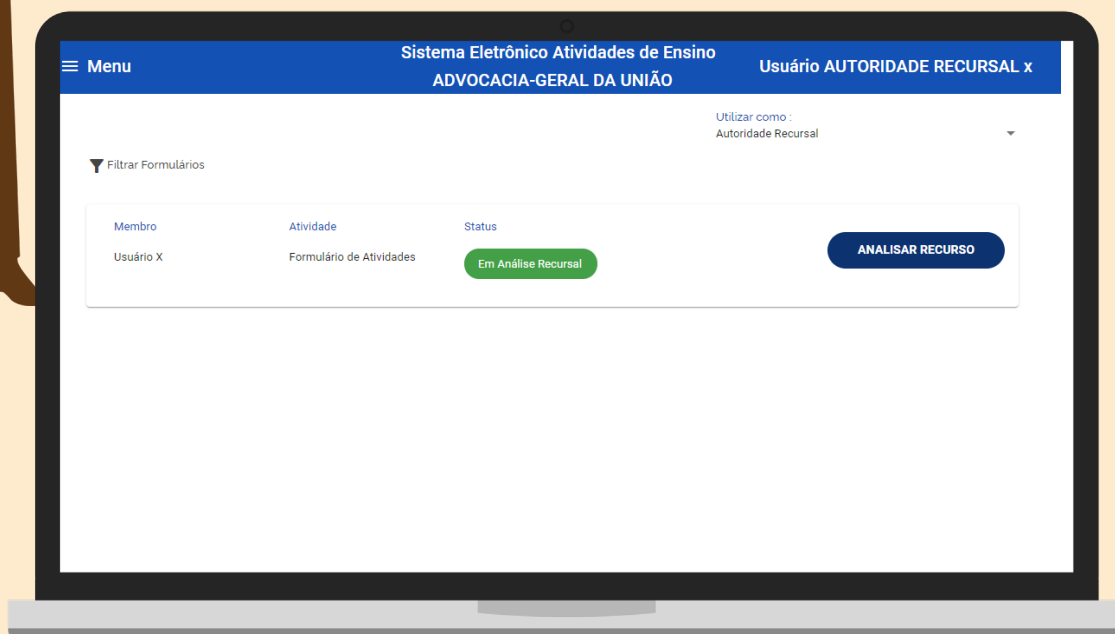 Menu
Sistema Eletrônico Atividades de Ensino
ADVOCACIA-GERAL DA UNIÃO
Usuário AUTORIDADE RECURSAL x
Utilizar como :
Autoridade Recursal
Filtrar Formulários
Membro
Atividade
Status
Usuário X
Formulário de Atividades
Em Análise Recursal
ANALISAR RECURSO